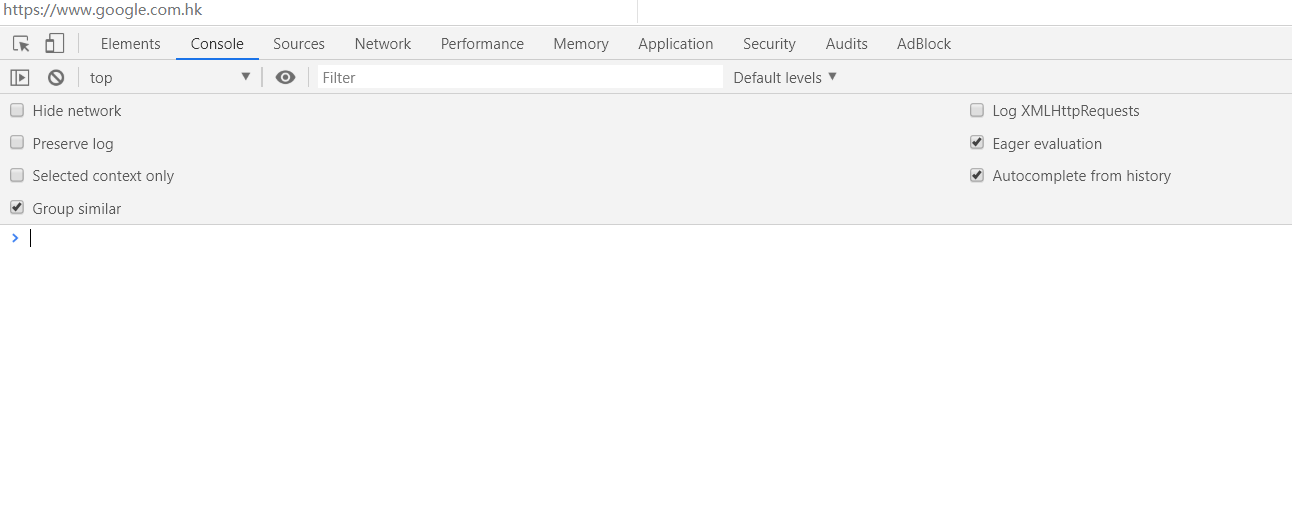 https://www.google.com.hk
Elements Console Sources Network Performance Memory Application Security Audits AdBlock
top Filter Default levels
Hide network Log XMLHttpRequests
Preserve log Eager evaluation
Selected context only Autocomplete from history
Group similar